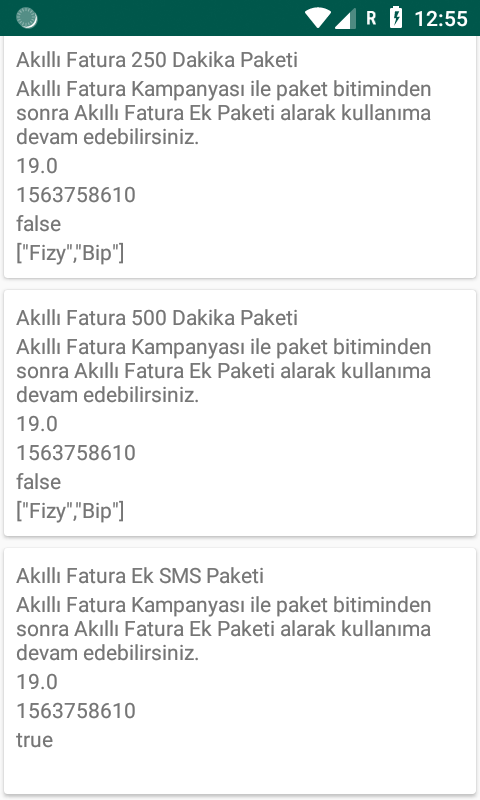 R 12:55
Akıllı Fatura 250 Dakika Paketi
Akıllı Fatura Kampanyası ile paket bitiminden
sonra Akıllı Fatura Ek Paketi alarak kullanıma
devam edebilirsiniz.
19.0
1563758610
false
["Fizy","Bip"]
Akıllı Fatura 500 Dakika Paketi
Akıllı Fatura Kampanyası ile paket bitiminden
sonra Akıllı Fatura Ek Paketi alarak kullanıma
devam edebilirsiniz.
19.0
1563758610
false
["Fizy","Bip"]
Akıllı Fatura Ek SMS Paketi
Akıllı Fatura Kampanyası ile paket bitiminden
sonra Akıllı Fatura Ek Paketi alarak kullanıma
devam edebilirsiniz.
19.0
1563758610
true